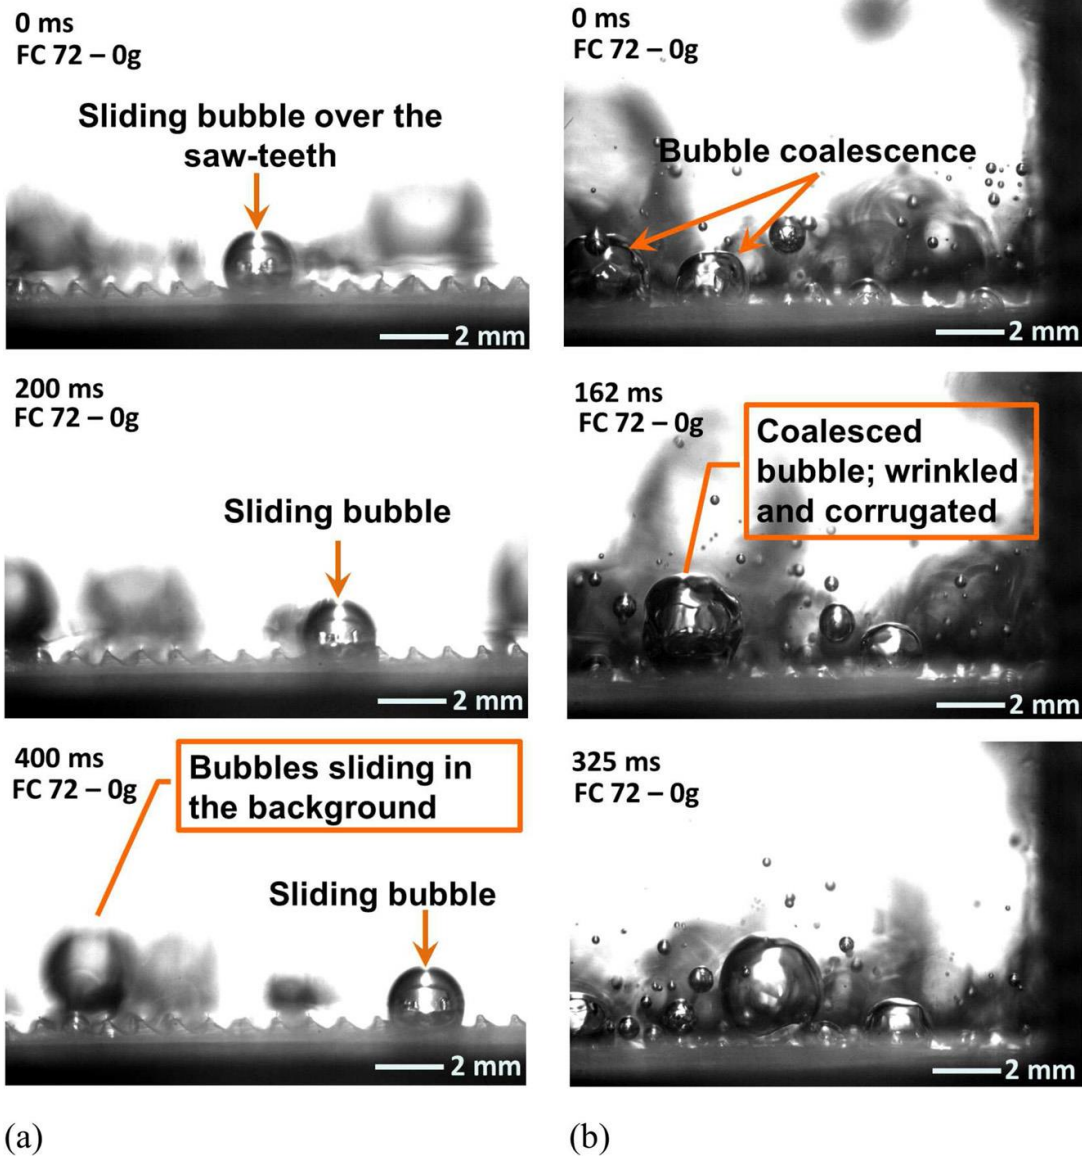 0 ms
FC 72 – 0g
Sliding bubble over the
saw-teeth
2 mm
200 ms
FC 72 – 0g
Sliding bubble
2 mm
400 ms
FC 72 – 0g
Bubbles sliding in
the background
Sliding bubble
2 mm
(a)
0 ms
FC 72 – 0g
Bubble coalescence
2 mm
162 ms
FC 72 – 0g
Coalesced
bubble; wrinkled
and corrugated
2 mm
325 ms
FC 72 – 0g
2 mm
(b)